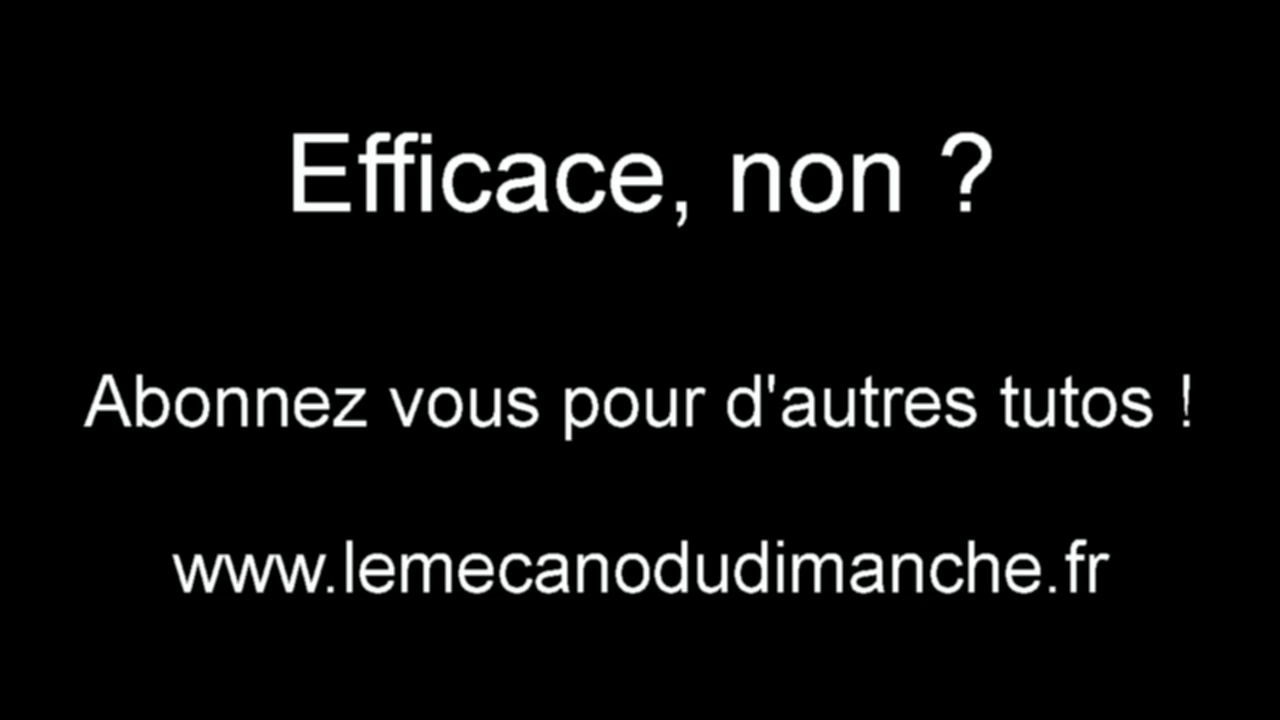 Efficace, non ?
Abonnez vous pour d'autres tutos !
www.lemecanodudimanche.fr